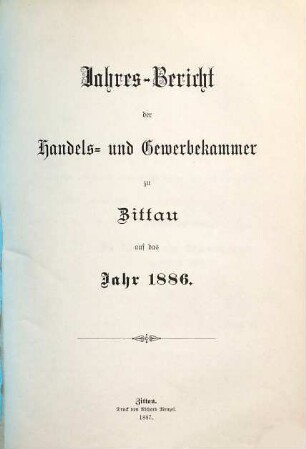 Jahres-Bericht
der
Handels- und Gewerbekammer
zu
Zittau
auf das
Jahr 1886.
Zittau.
Druck von Richard Menzel.
1887.